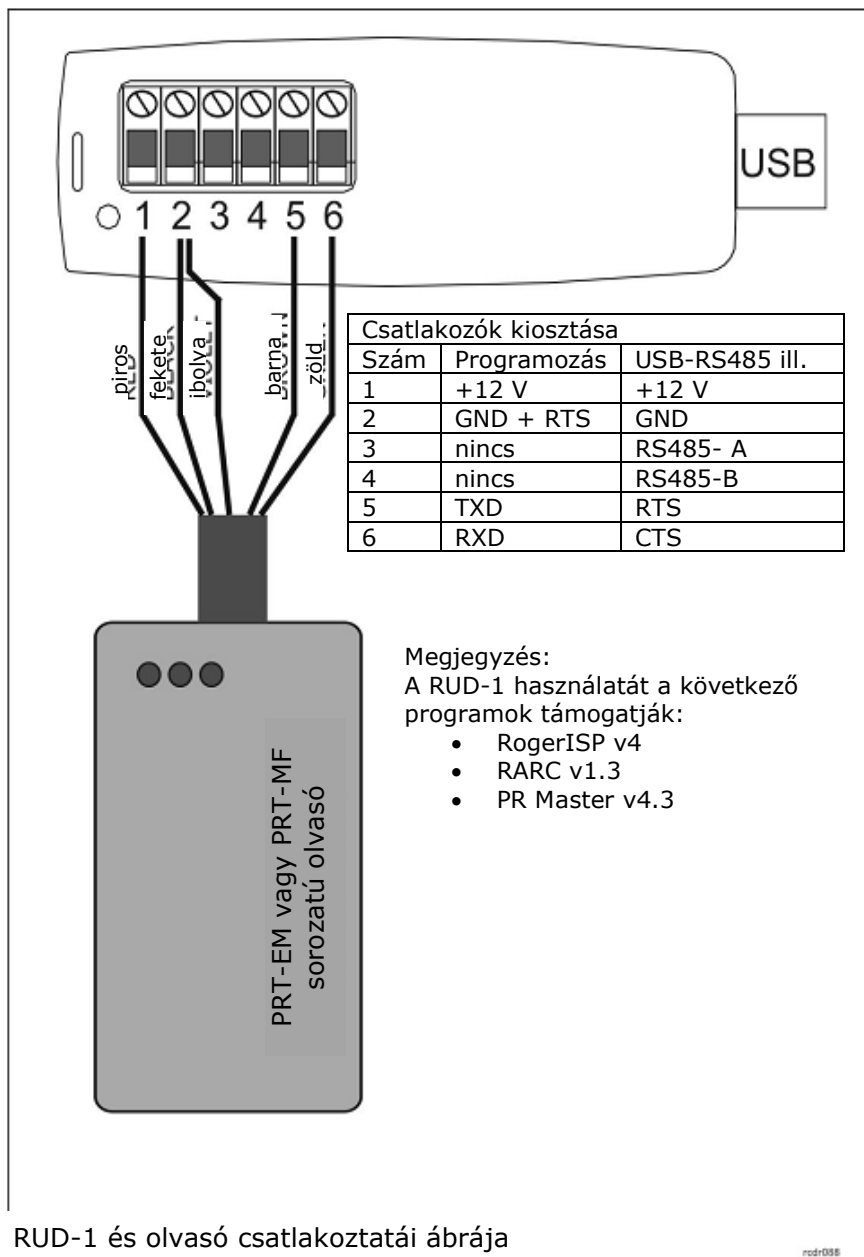 USB
1 2 3 4 5 6
piros
fekete
ibolya
barna
zöld
Csatlakozók kiosztása
Szám Programozás USB-RS485 ill.
1 +12 V +12 V
2 GND + RTS GND
3 nincs RS485- A
4 nincs RS485-B
5 TXD RTS
6 RXD CTS
Megjegyzés:
A RUD-1 használatát a következő
programok támogatják:
• RogerISP v4
• RARC v1.3
• PR Master v4.3
PRT-EM vagy PRT-MF
sorozatú olvasó
RUD-1 és olvasó csatlakoztatái ábrája
rcdr088